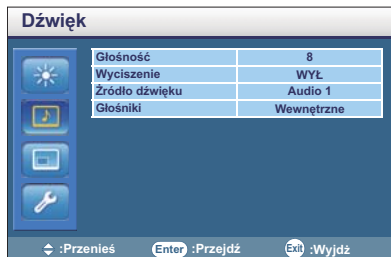 Dźwięk
Głośność 8
Wyciszenie WYŁ
Źródło dźwięku Audio 1
Głośniki Wewnętrzne
:Przenieś Enter :Przejdź Exit :Wyjdź